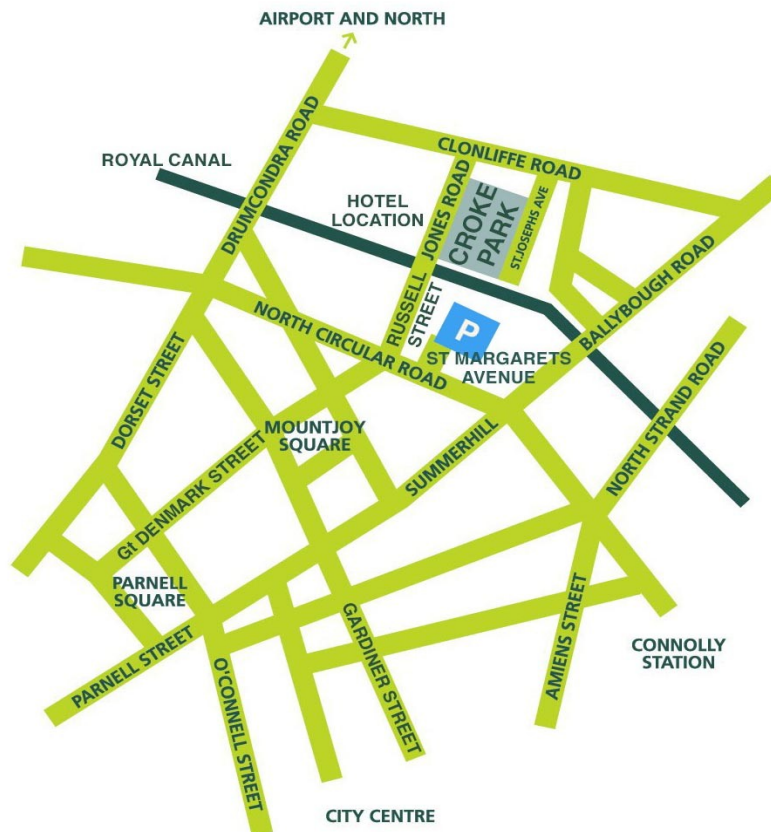 AIRPORT AND NORTH
DRUMCONDRA ROAD
CLONLIFFE ROAD
ROYAL CANAL
HOTEL
LOCATION
JONES ROAD
CROKE
PARK
ST.JOSEPHS AVE
RUSSELL
STREET
P
BALLYBOUGH ROAD
NORTH CIRCULAR ROAD
ST MARGARETS
AVENUE
NORTH STRAND ROAD
DORSET STREET
MOUNTJOY
SQUARE
SUMMERHILL
Gt DENMARK STREET
PARNELL
SQUARE
PARNELL STREET
O'CONNELL STREET
GARDINER STREET
AMIENS STREET
CONNOLLY
STATION
CITY CENTRE